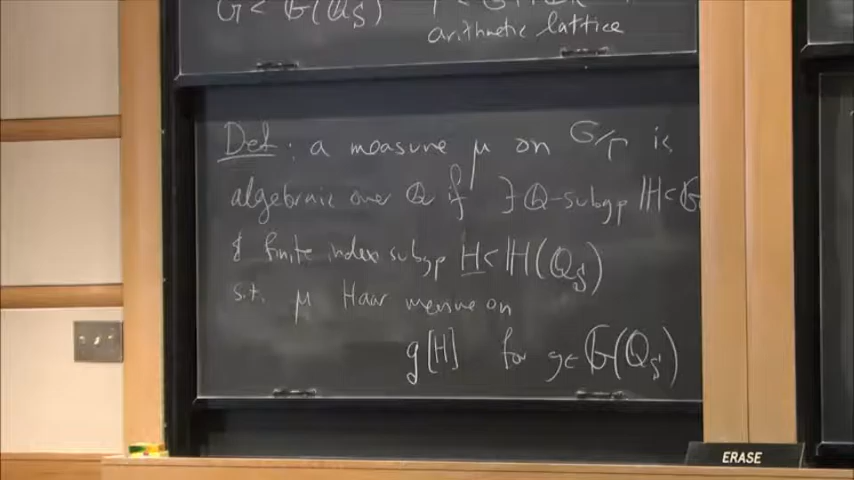 G < 𝔾(ℚ_S)
arithmetic lattice
Def: a measure μ on G/Γ is
algebraic over ℚ if ∃ ℚ-subgp ℍ<𝔾
& finite index subgp H<ℍ(ℚ_S)
s.t. μ Haar measure on
g[H] for g∈𝔾(ℚ_S)
ERASE